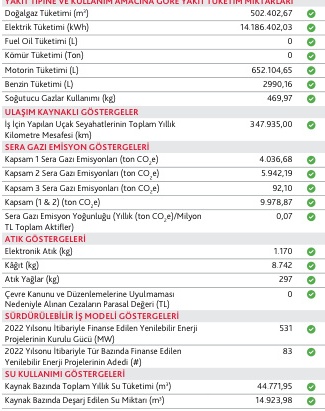 YAKIT TİPİNE VE KULLANIM AMACINA GÖRE YAKIT TÜKETİM MİKTARLARI
Doğalgaz Tüketimi (m³) 502.402,67
Elektrik Tüketimi (kWh) 14.186.402,03
Fuel Oil Tüketimi (L) 0
Kömür Tüketimi (Ton) 0
Motorin Tüketimi (L) 652.104,65
Benzin Tüketimi (L) 2990,16
Soğutucu Gazlar Kullanımı (kg) 469,97
ULAŞIM KAYNAKLI GÖSTERGELER
İş İçin Yapılan Uçak Seyahatlerinin Toplam Yıllık 347.935,00
Kilometre Mesafesi (km)
SERA GAZI EMİSYON GÖSTERGELERİ
Kapsam 1 Sera Gazı Emisyonları (ton CO₂e) 4.036,68
Kapsam 2 Sera Gazı Emisyonları (ton CO₂e) 5.942,19
Kapsam 3 Sera Gazı Emisyonları (ton CO₂e) 92,10
Kapsam (1 & 2) (ton CO₂e) 9.978,87
Sera Gazı Emisyon Yoğunluğu (Yıllık (ton CO₂e)/Milyon 0,07
TL Toplam Aktifler)
ATIK GÖSTERGELERİ
Elektronik Atık (kg) 1.170
Kâğıt (kg) 8.742
Atık Yağlar (kg) 297
Çevre Kanunu ve Düzenlemelerine Uyulmaması 0
Nedeniyle Alınan Cezaların Parasal Değeri (TL)
SÜRDÜRÜLEBİLİR İŞ MODELİ GÖSTERGELERİ
2022 Yılsonu İtibariyle Finanse Edilen Yenilebilir Enerji 531
Projelerinin Kurulu Gücü (MW)
2022 Yılsonu İtibariyle Tür Bazında Finanse Edilen 83
Yenilebilir Enerji Projelerinin Adedi (#)
SU KULLANIMI GÖSTERGELERİ
Kaynak Bazında Toplam Yıllık Su Tüketimi (m³) 44.771,95
Kaynak Bazında Deşarj Edilen Su Miktarı (m³) 14.923,98